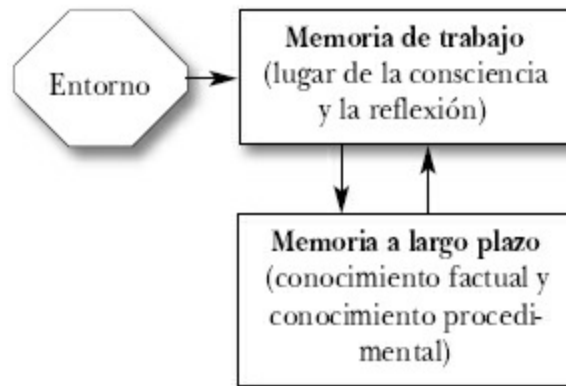 Entorno
Memoria de trabajo
(lugar de la consciencia
y la reflexión)
Memoria a largo plazo
(conocimiento factual y
conocimiento procedi-
mental)